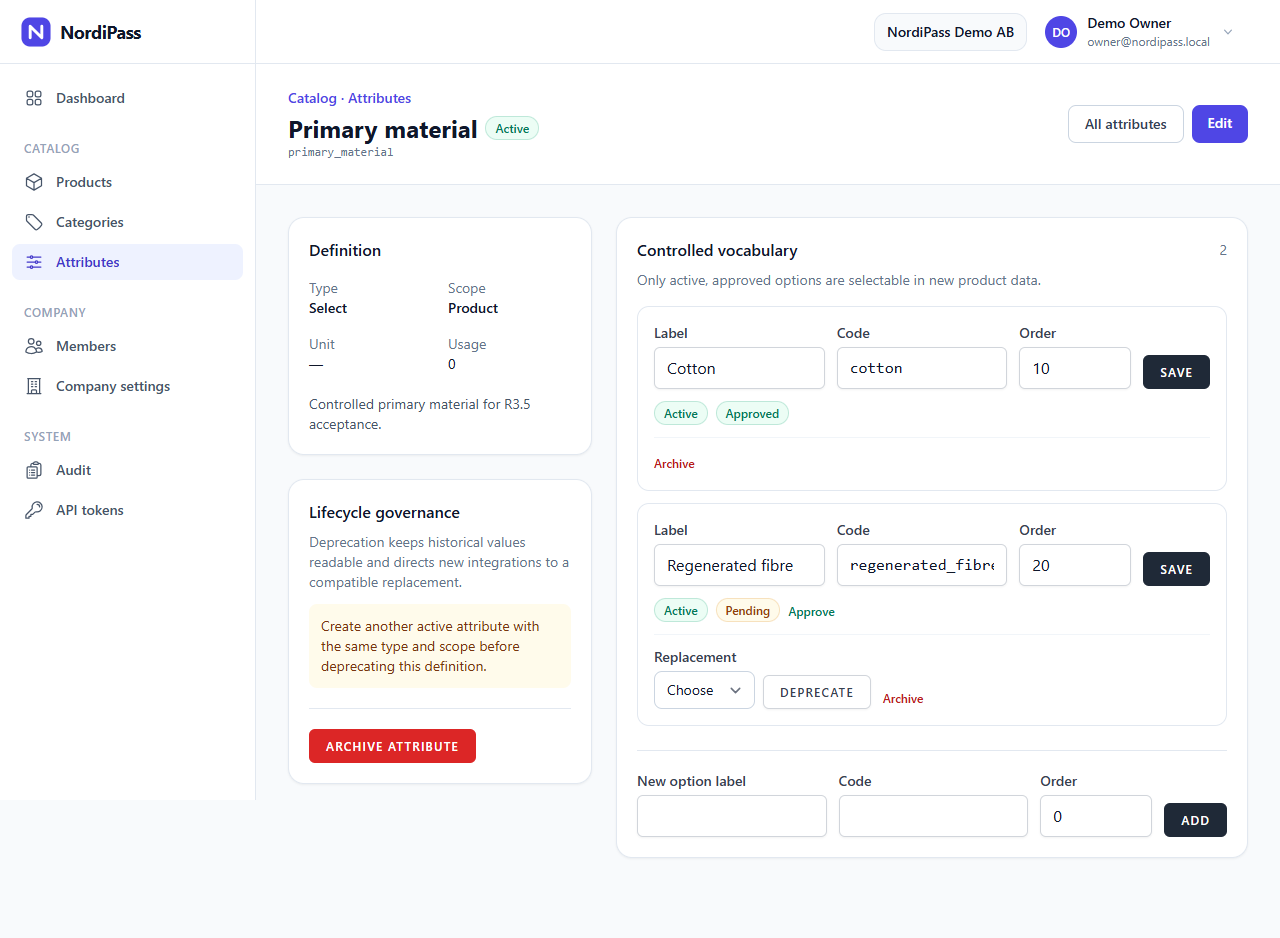 N NordiPass
NordiPass Demo AB
DO
Demo Owner
owner@nordipass.local
Dashboard
CATALOG
Products
Categories
Attributes
COMPANY
Members
Company settings
SYSTEM
Audit
API tokens
Catalog · Attributes
Primary material Active
primary_material
All attributes
Edit
Definition
Type Scope
Select Product
Unit Usage
— 0
Controlled primary material for R3.5
acceptance.
Lifecycle governance
Deprecation keeps historical values
readable and directs new integrations to a
compatible replacement.
Create another active attribute with
the same type and scope before
deprecating this definition.
ARCHIVE ATTRIBUTE
Controlled vocabulary 2
Only active, approved options are selectable in new product data.
Label Code Order
Cotton cotton 10 SAVE
Active Approved
Archive
Label Code Order
Regenerated fibre regenerated_fibre 20 SAVE
Active Pending Approve
Replacement
Choose DEPRECATE Archive
New option label Code Order
0 ADD